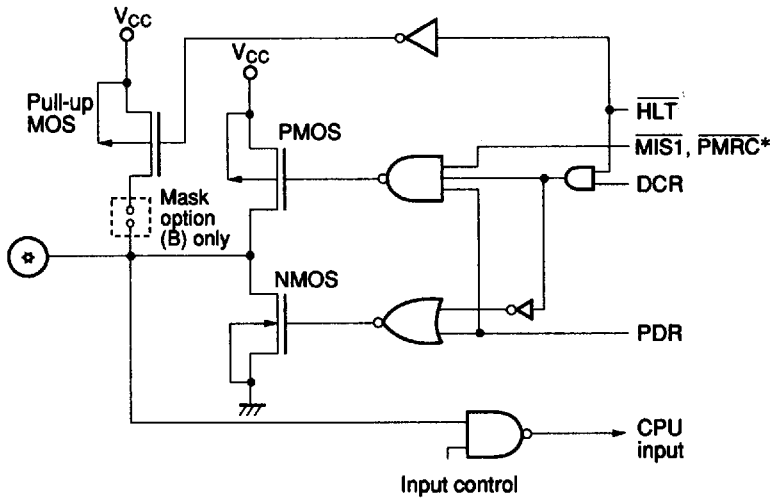 VCC
VCC
Pull-up
MOS
PMOS
HLT
MIS1, PMRC*
DCR
Mask
option
(B) only
NMOS
PDR
CPU
input
Input control